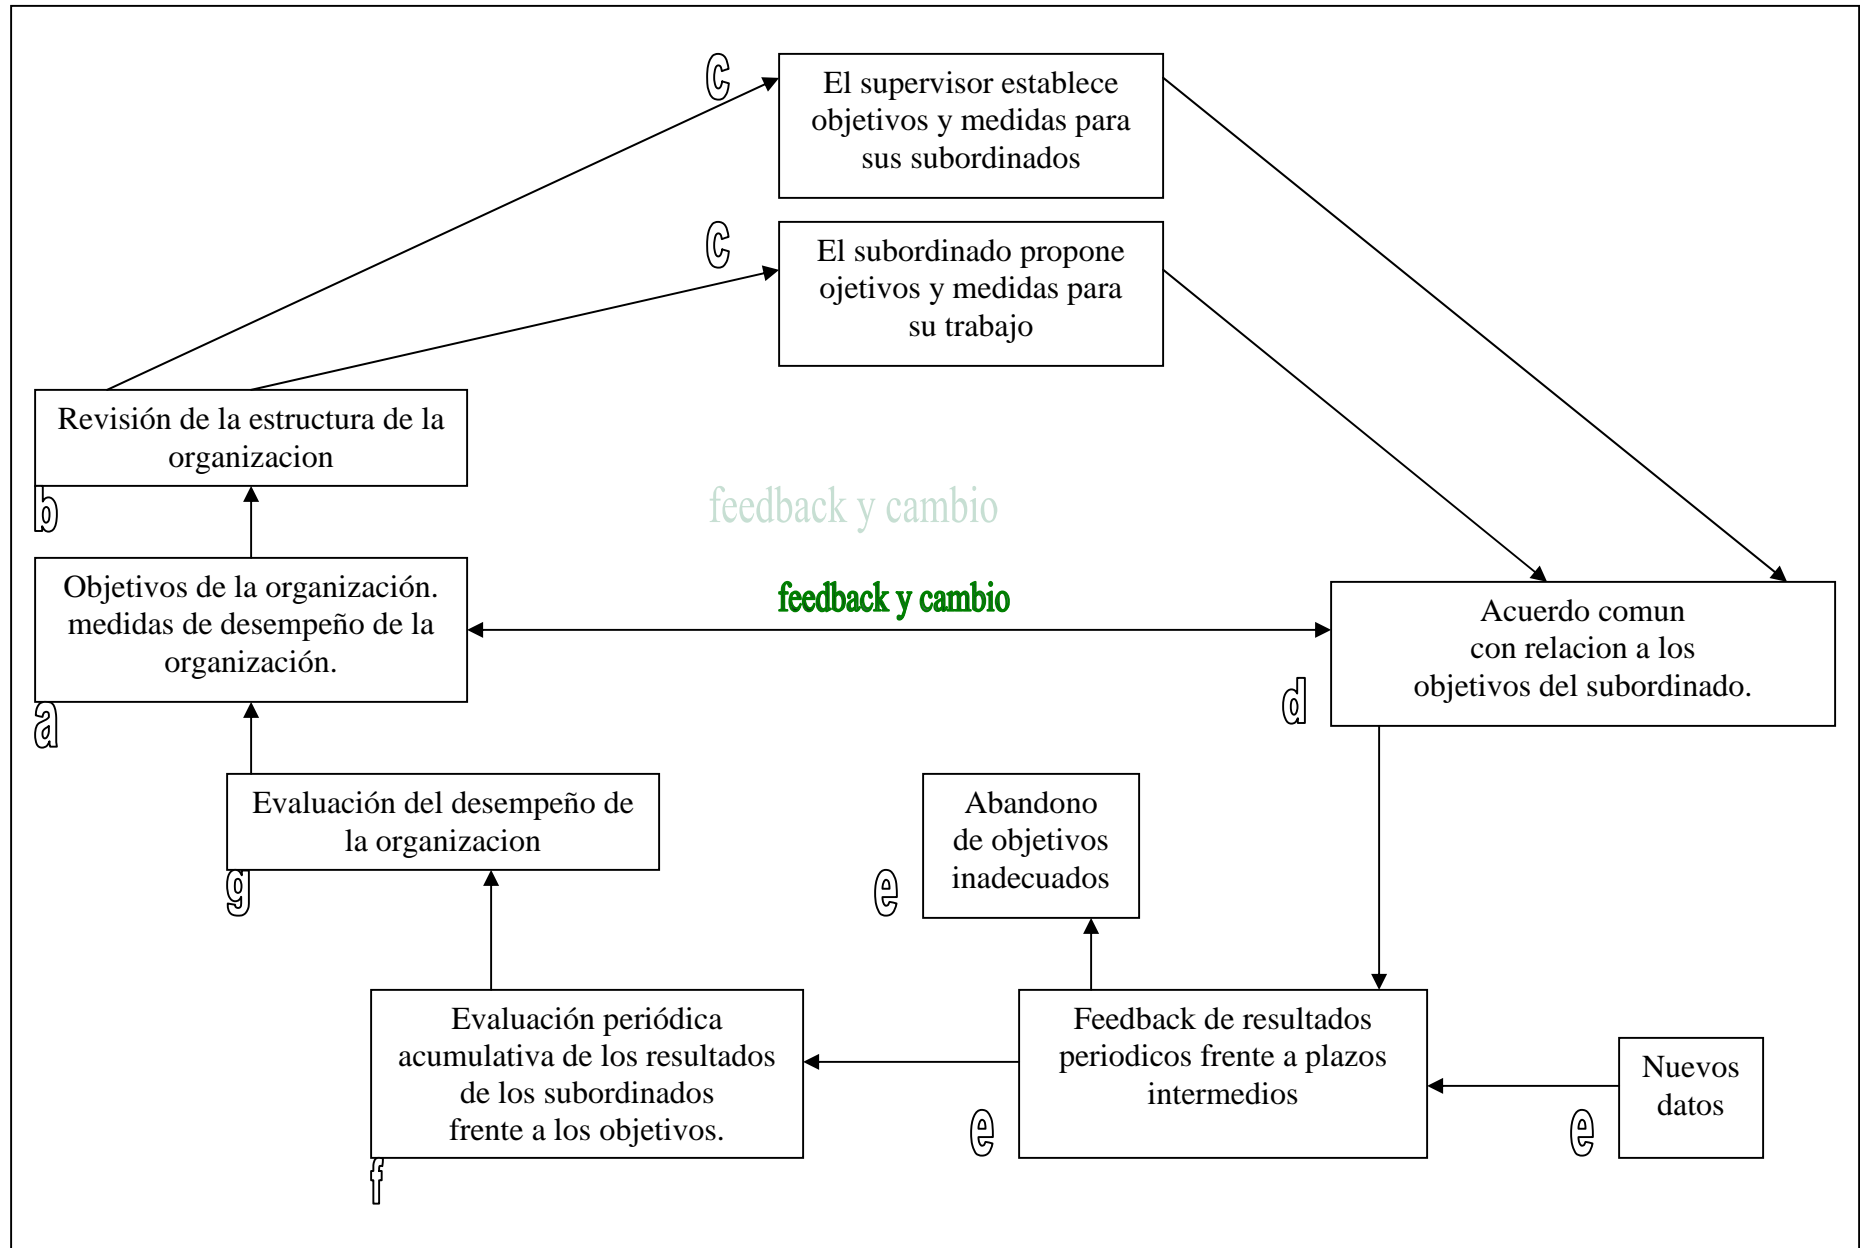 C
El supervisor establece
objetivos y medidas para
sus subordinados
C
El subordinado propone
ojetivos y medidas para
su trabajo
Revisión de la estructura de la
organizacion
b
feedback y cambio
Objetivos de la organización.
medidas de desempeño de la
organización.
a
feedback y cambio
Acuerdo comun
con relacion a los
objetivos del subordinado.
d
Evaluación del desempeño de
la organizacion
g
Abandono
de objetivos
inadecuados
e
Evaluación periódica
acumulativa de los resultados
de los subordinados
frente a los objetivos.
f
Feedback de resultados
periodicos frente a plazos
intermedios
e
Nuevos
datos
e